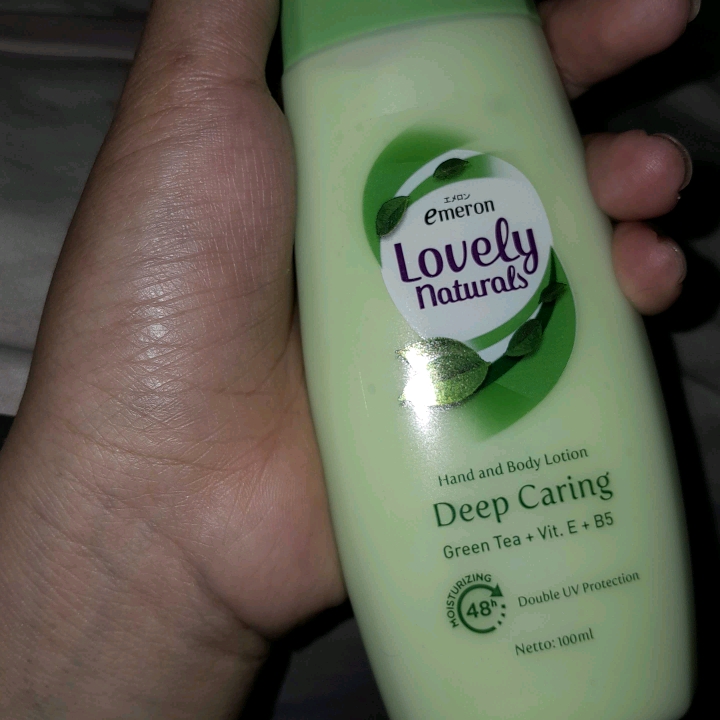 エメロン
emeron
Lovely
Naturals
Hand and Body Lotion
Deep Caring
Green Tea + Vit. E + B5
MOISTURIZING
48h
Double UV Protection
Netto: 100ml